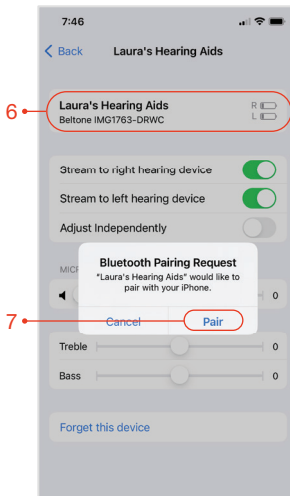 7:46
Back Laura's Hearing Aids
6
Laura's Hearing Aids R
Beltone IMG1763-DRWC L
Stream to right hearing device
Stream to left hearing device
Adjust Independently
Bluetooth Pairing Request
"Laura's Hearing Aids" would like to
pair with your iPhone.
MICR
0
7
Cancel Pair
Treble 0
Bass 0
Forget this device